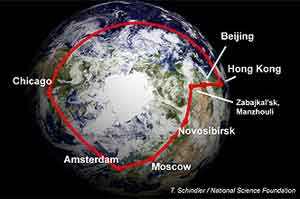 Beijing
Hong Kong
Chicago
Zabajkal'sk,
Manzhouli
Novosibirsk
Amsterdam
Moscow
T. Schindler / National Science Foundation